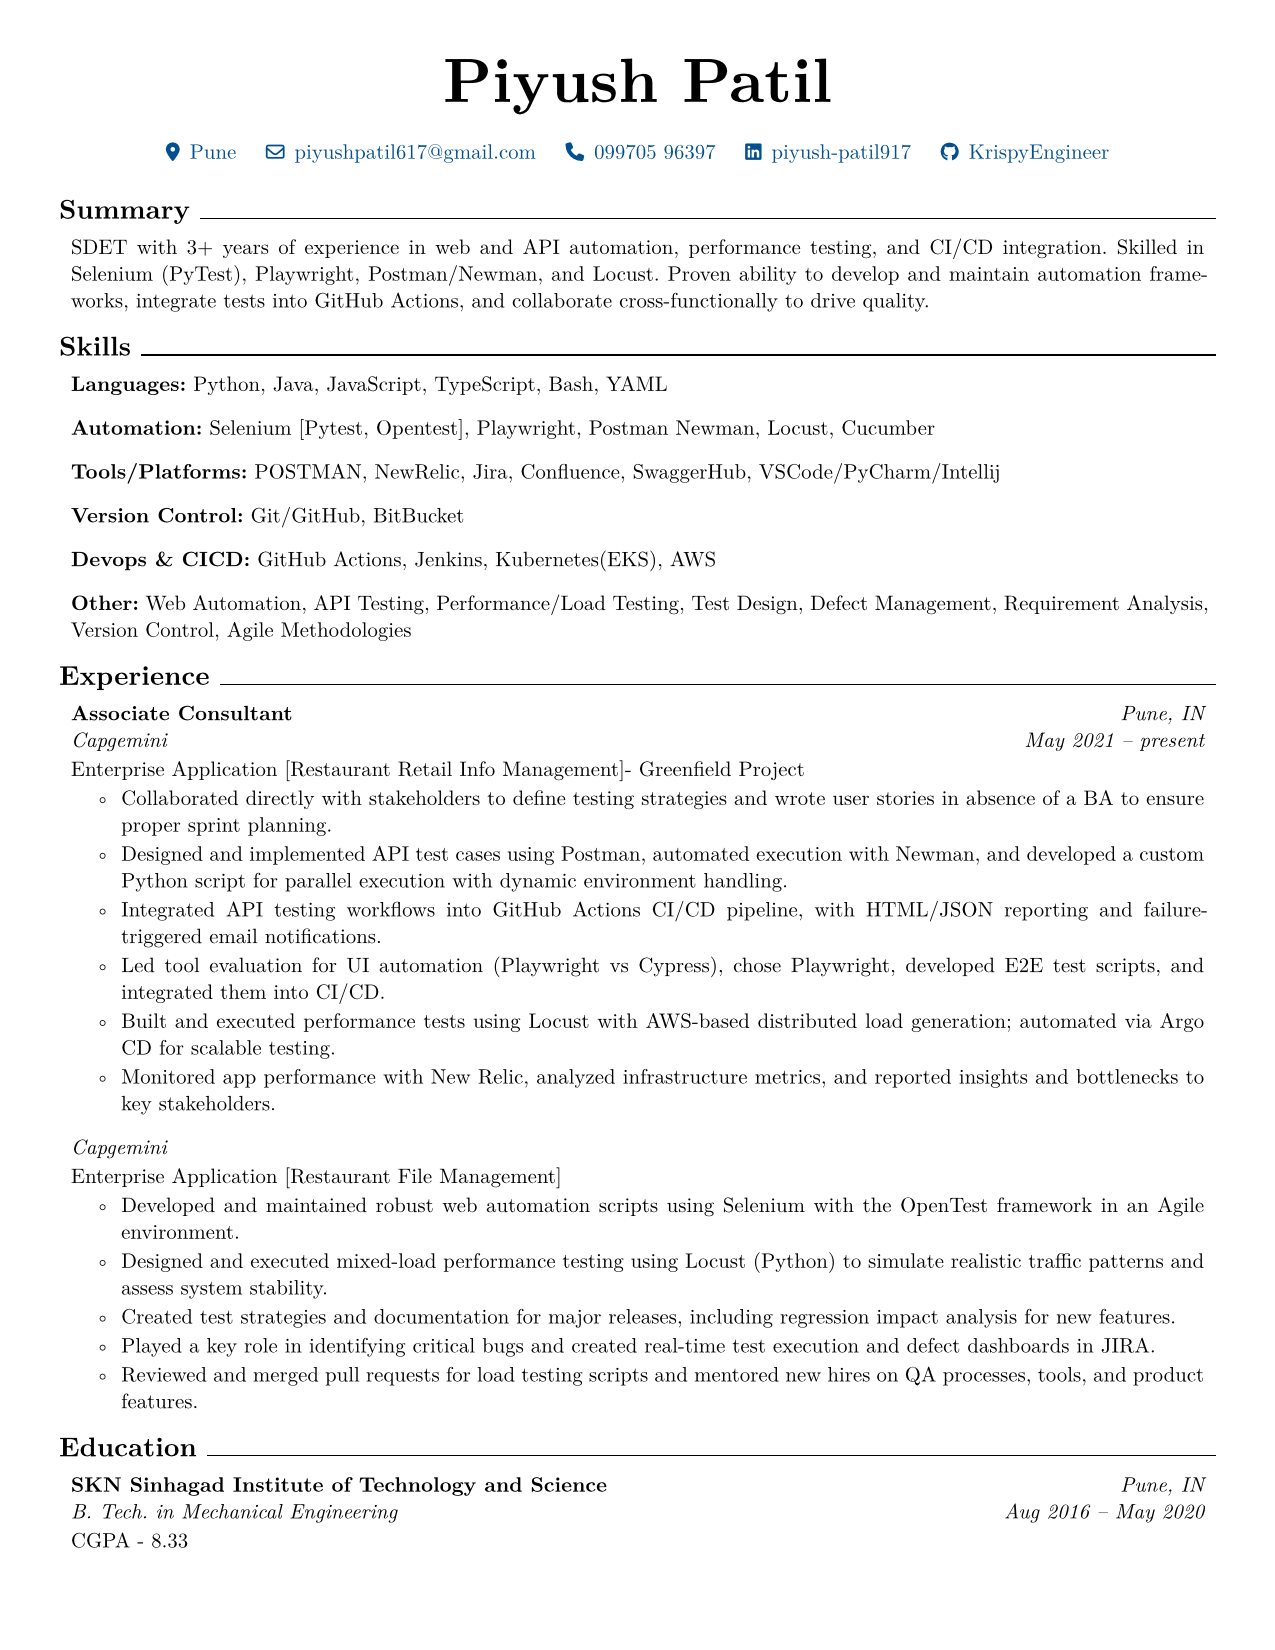 Piyush Patil
Pune piyushpatil617@gmail.com 099705 96397 piyush-patil917 KrispyEngineer
Summary
SDET with 3+ years of experience in web and API automation, performance testing, and CI/CD integration. Skilled in
Selenium (PyTest), Playwright, Postman/Newman, and Locust. Proven ability to develop and maintain automation frame-
works, integrate tests into GitHub Actions, and collaborate cross-functionally to drive quality.
Skills
Languages: Python, Java, JavaScript, TypeScript, Bash, YAML
Automation: Selenium [Pytest, Opentest], Playwright, Postman Newman, Locust, Cucumber
Tools/Platforms: POSTMAN, NewRelic, Jira, Confluence, SwaggerHub, VSCode/PyCharm/Intellij
Version Control: Git/GitHub, BitBucket
Devops & CICD: GitHub Actions, Jenkins, Kubernetes(EKS), AWS
Other: Web Automation, API Testing, Performance/Load Testing, Test Design, Defect Management, Requirement Analysis,
Version Control, Agile Methodologies
Experience
Associate Consultant Pune, IN
Capgemini May 2021 – present
Enterprise Application [Restaurant Retail Info Management]- Greenfield Project
◦ Collaborated directly with stakeholders to define testing strategies and wrote user stories in absence of a BA to ensure
proper sprint planning.
◦ Designed and implemented API test cases using Postman, automated execution with Newman, and developed a custom
Python script for parallel execution with dynamic environment handling.
◦ Integrated API testing workflows into GitHub Actions CI/CD pipeline, with HTML/JSON reporting and failure-
triggered email notifications.
◦ Led tool evaluation for UI automation (Playwright vs Cypress), chose Playwright, developed E2E test scripts, and
integrated them into CI/CD.
◦ Built and executed performance tests using Locust with AWS-based distributed load generation; automated via Argo
CD for scalable testing.
◦ Monitored app performance with New Relic, analyzed infrastructure metrics, and reported insights and bottlenecks to
key stakeholders.
Capgemini
Enterprise Application [Restaurant File Management]
◦ Developed and maintained robust web automation scripts using Selenium with the OpenTest framework in an Agile
environment.
◦ Designed and executed mixed-load performance testing using Locust (Python) to simulate realistic traffic patterns and
assess system stability.
◦ Created test strategies and documentation for major releases, including regression impact analysis for new features.
◦ Played a key role in identifying critical bugs and created real-time test execution and defect dashboards in JIRA.
◦ Reviewed and merged pull requests for load testing scripts and mentored new hires on QA processes, tools, and product
features.
Education
SKN Sinhagad Institute of Technology and Science Pune, IN
B. Tech. in Mechanical Engineering Aug 2016 – May 2020
CGPA - 8.33